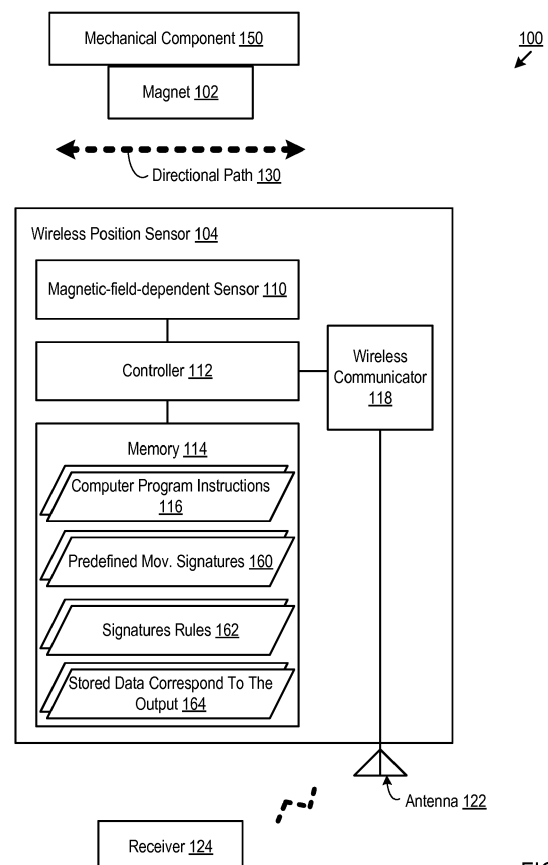 Mechanical Component 150
100
Magnet 102
Directional Path 130
Wireless Position Sensor 104
Magnetic-field-dependent Sensor 110
Controller 112
Wireless
Communicator
118
Memory 114
Computer Program Instructions
116
Predefined Mov. Signatures 160
Signatures Rules 162
Stored Data Correspond To The
Output 164
Antenna 122
Receiver 124